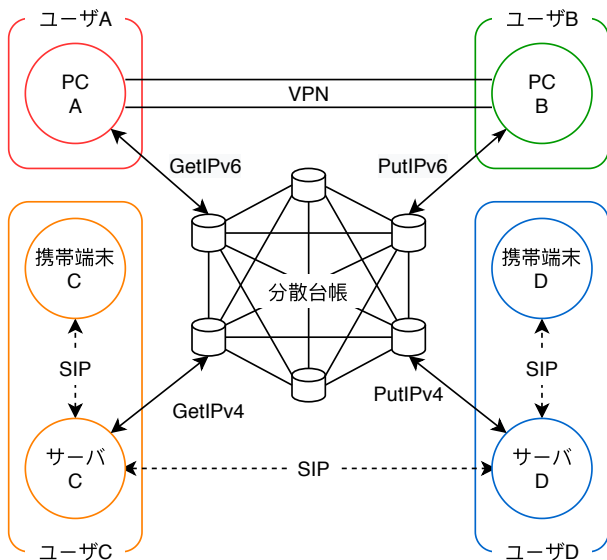 ユーザA
ユーザB
PC
A
VPN
PC
B
GetIPv6
PutIPv6
携帯端末
C
分散台帳
携帯端末
D
SIP
SIP
GetIPv4
PutIPv4
サーバ
C
SIP
サーバ
D
ユーザC
ユーザD